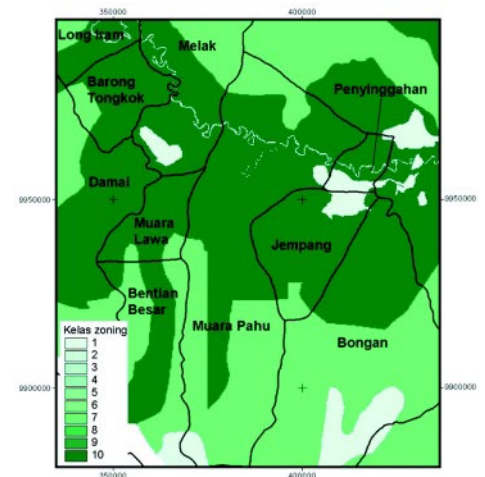 350000
400000
Long Iram
Melak
Barong
Tongkok
Penyinggahan
Damai
9950000
9950000
Muara
Lawa
Jempang
Bentian
Besar
Muara Pahu
Bongan
Kelas zoning
1
2
3
4
5
6
7
8
9
10
9900000
9900000
350000
400000